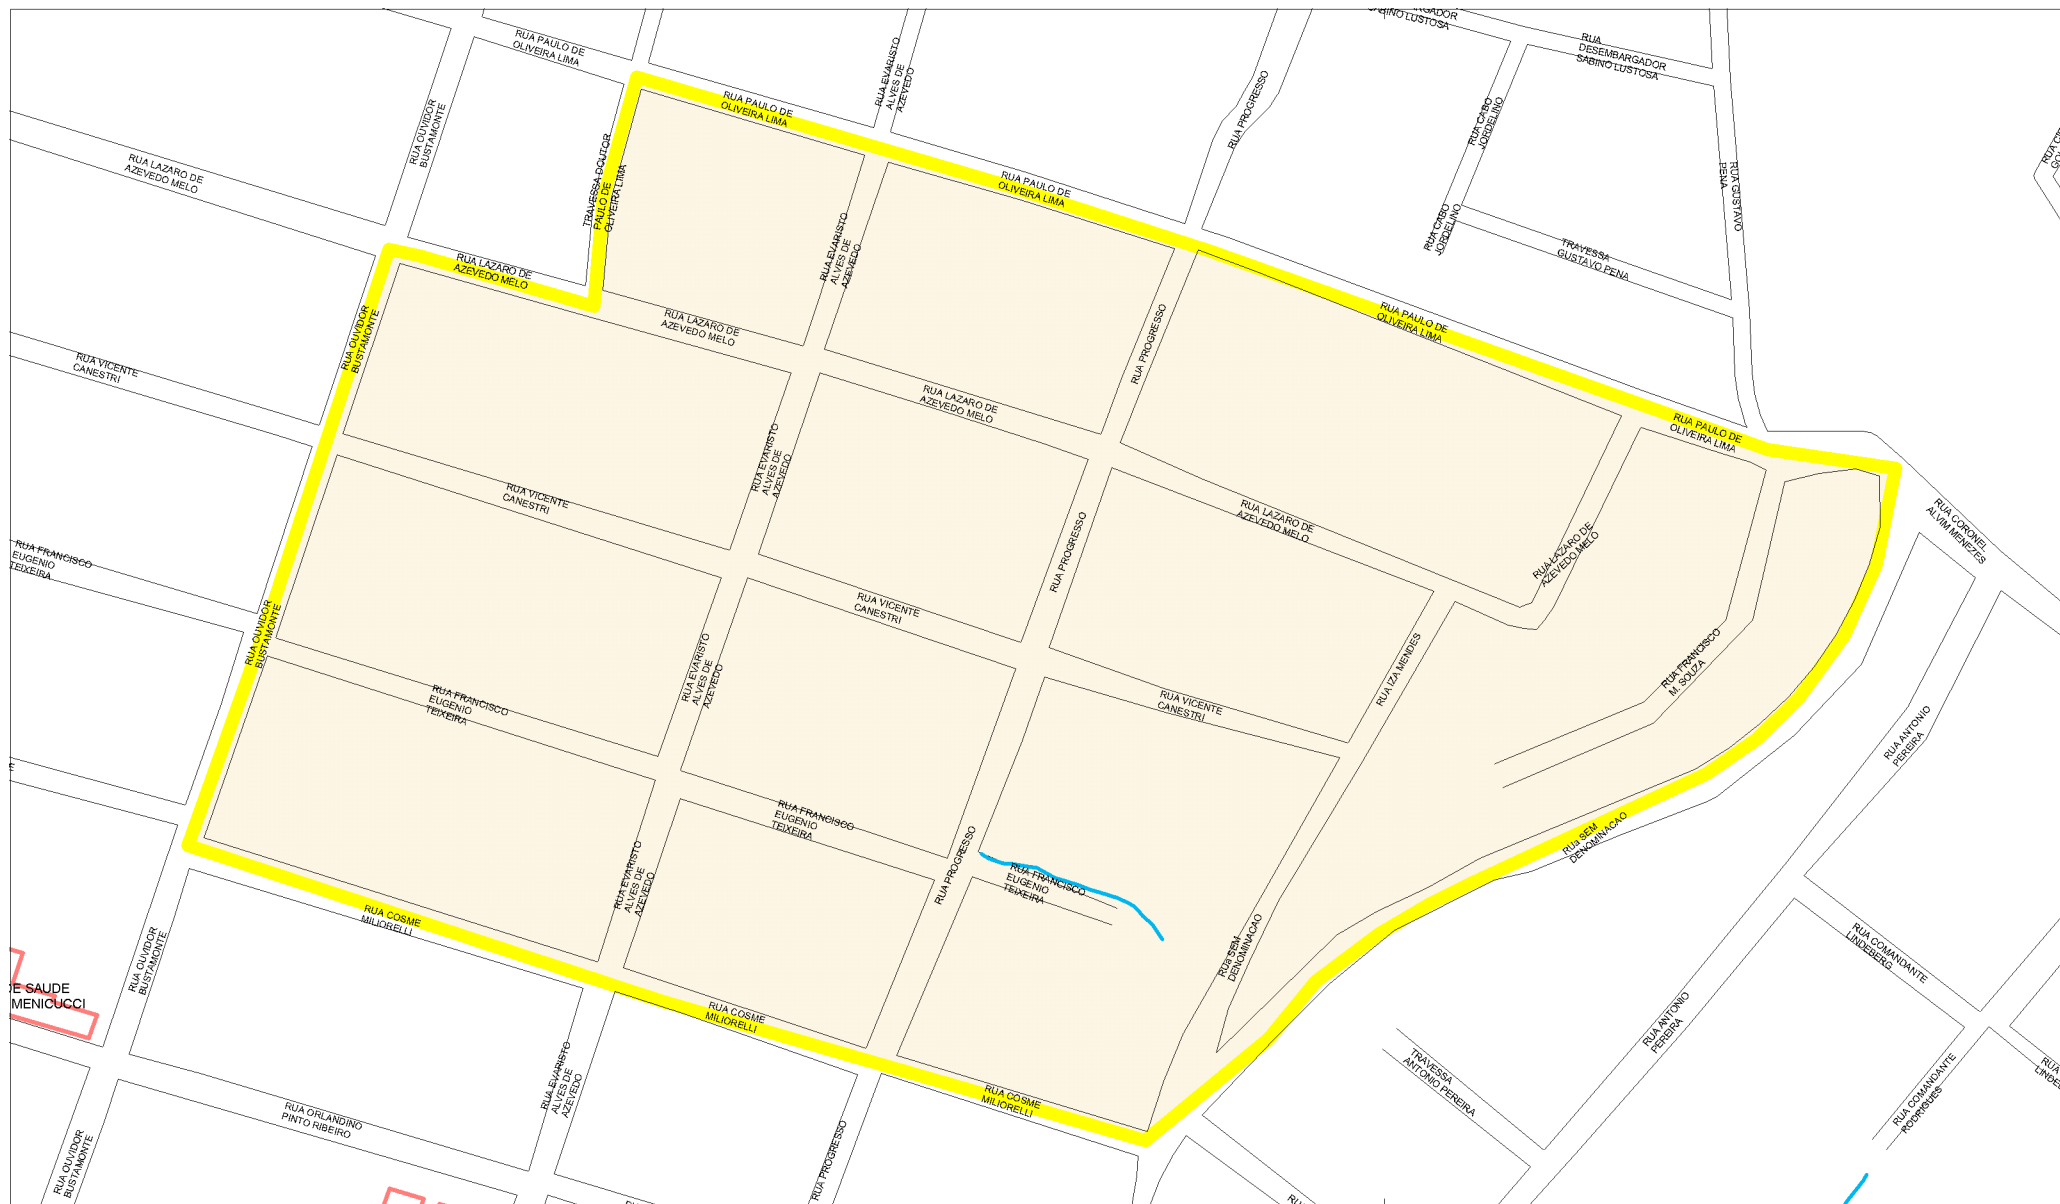 RUA PAULO DE
OLIVEIRA LIMA
RUA EVARISTO
ALVES DE
AZEVEDO
SABINO LUSTOSA
RUA
DESEMBARGADOR
SABINO LUSTOSA
RUA PROGRESSO
RUA CABO
JORDELINO
RUA OUVIDOR
BUSTAMONTE
RUA PAULO DE
OLIVEIRA LIMA
RUA LAZARO DE
AZEVEDO MELO
TRAVESSA DOUTOR
PAULO DE
OLIVEIRA LIMA
RUA PAULO DE
OLIVEIRA LIMA
RUA GUSTAVO
PENA
RUA CABO
JORDELINO
TRAVESSA
GUSTAVO PENA
RUA LAZARO DE
AZEVEDO MELO
RUA EVARISTO
ALVES DE
AZEVEDO
RUA OUVIDOR
BUSTAMONTE
RUA LAZARO DE
AZEVEDO MELO
RUA PROGRESSO
RUA PAULO DE
OLIVEIRA LIMA
RUA VICENTE
CANESTRI
RUA LAZARO DE
AZEVEDO MELO
RUA PAULO DE
OLIVEIRA LIMA
RUA EVARISTO
ALVES DE
AZEVEDO
RUA VICENTE
CANESTRI
RUA LAZARO DE
AZEVEDO MELO
RUA CORONEL
ALVIM MENEZES
RUA PROGRESSO
RUA LAZARO DE
AZEVEDO MELO
RUA FRANCISCO
EUGENIO
TEIXEIRA
RUA VICENTE
CANESTRI
RUA OUVIDOR
BUSTAMONTE
RUA EVARISTO
ALVES DE
AZEVEDO
RUA IZA MENDES
RUA FRANCISCO
M. SOUZA
RUA FRANCISCO
EUGENIO
TEIXEIRA
RUA VICENTE
CANESTRI
RUA ANTONIO
PEREIRA
RUA FRANCISCO
EUGENIO
TEIXEIRA
RUa SEM
DENOMINACAO
RUA EVARISTO
ALVES DE
AZEVEDO
RUA PROGRESSO
RUA FRANCISCO
EUGENIO
TEIXEIRA
RUA COSME
MILIORELLI
RUA OUVIDOR
BUSTAMONTE
RUa SEM
DENOMINACAO
RUA COMANDANTE
LINDEBERG
E SAUDE
MENICUCCI
RUA COSME
MILIORELLI
RUA ANTONIO
PEREIRA
RUA EVARISTO
ALVES DE
AZEVEDO
TRAVESSA
ANTONIO PEREIRA
RUA COSME
MILIORELLI
RUA COMANDANTE
RODRIGUES
RUA ORLANDINO
PINTO RIBEIRO
RUA OUVIDOR
BUSTAMONTE
RUA PROGRESSO